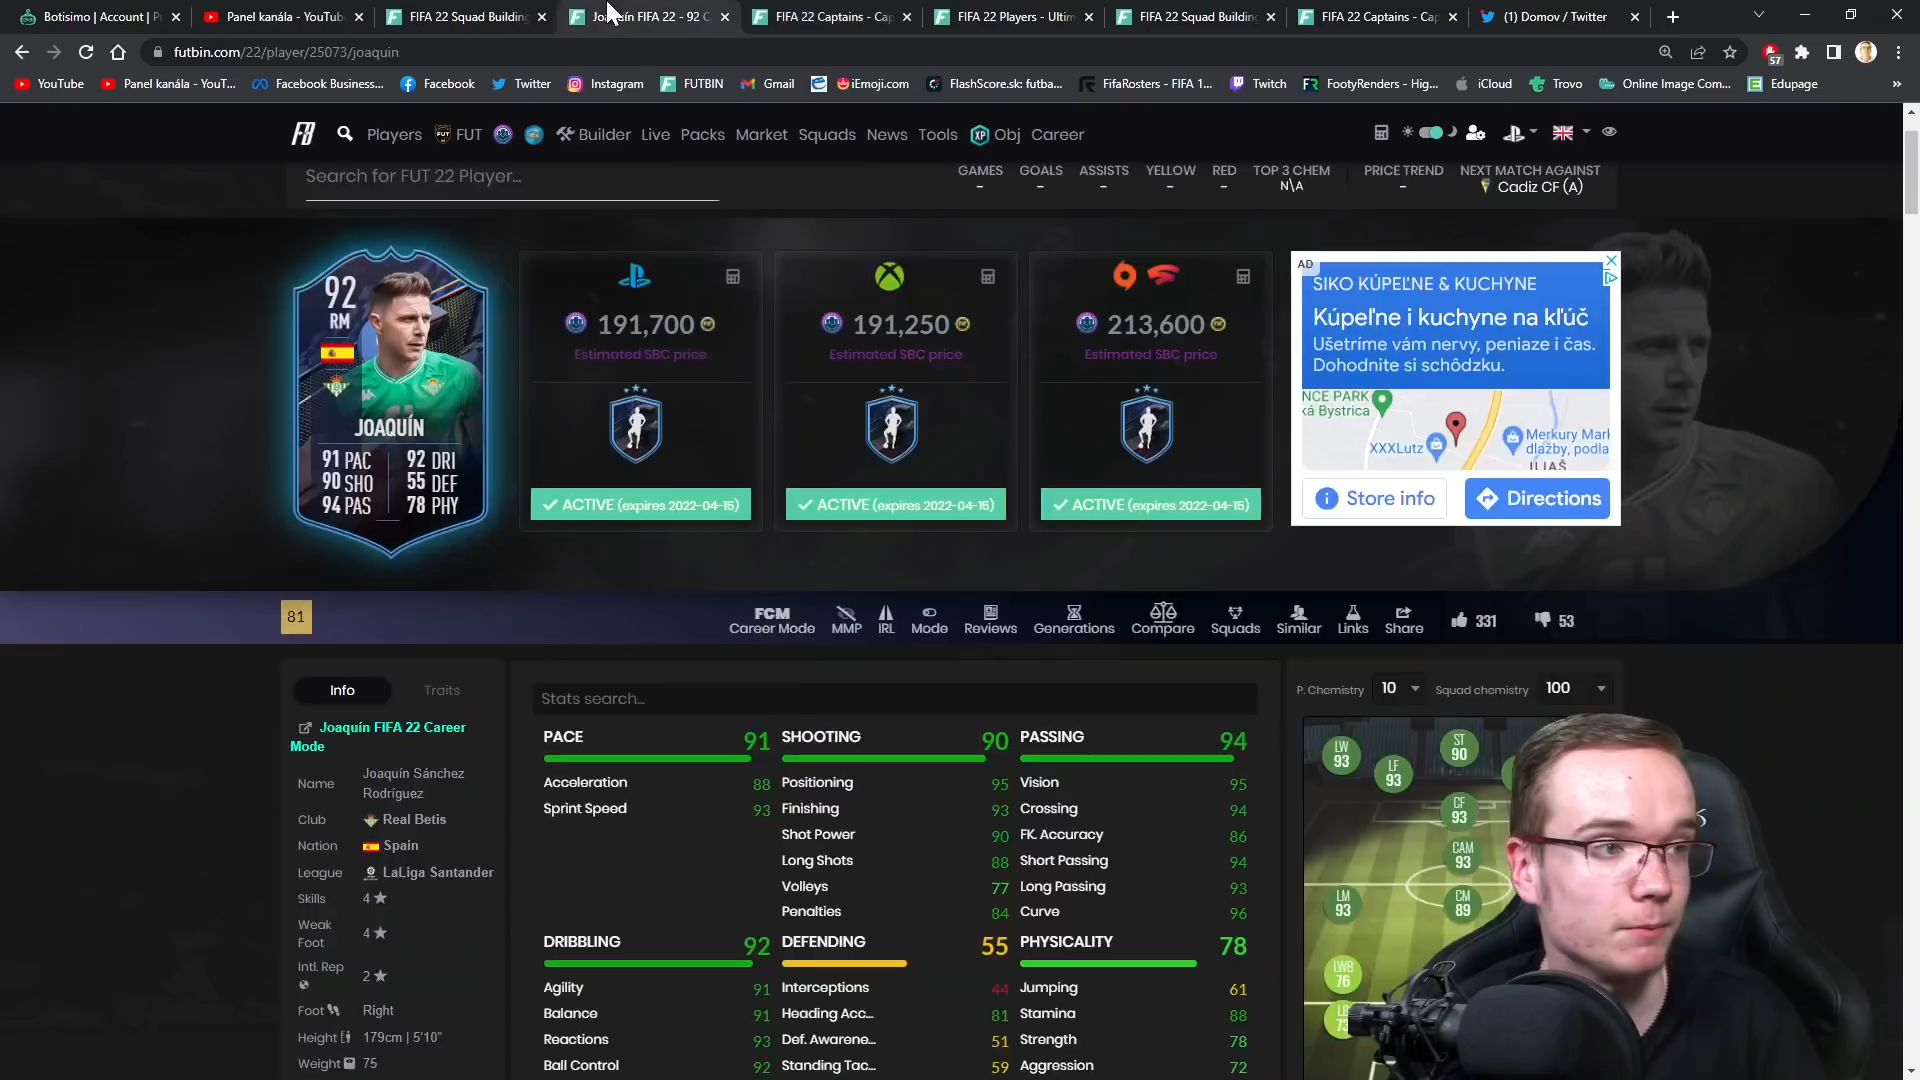 Botisimo | Account | P
Panel kanála - YouTube
FIFA 22 Squad Building
Joaquín FIFA 22 - 92 C
FIFA 22 Captains - Cap
FIFA 22 Players - Ultim
FIFA 22 Squad Building
FIFA 22 Captains - Cap
(1) Domov / Twitter
futbin.com/22/player/25073/joaquin
57
YouTube
Panel kanála - YouT...
Facebook Business...
Facebook
Twitter
Instagram
FUTBIN
Gmail
iEmoji.com
FlashScore.sk: futba...
FifaRosters - FIFA 1...
Twitch
FootyRenders - Hig...
iCloud
Trovo
Online Image Com...
Edupage
Players
FUT
Builder
Live
Packs
Market
Squads
News
Tools
XP Obj
Career
Search for FUT 22 Player...
GAMES GOALS ASSISTS YELLOW RED TOP 3 CHEM PRICE TREND NEXT MATCH AGAINST
- - - - - N\A - Cadiz CF (A)
92
RM
JOAQUÍN
91 PAC 92 DRI
90 SHO 55 DEF
94 PAS 78 PHY
191,700
Estimated SBC price
ACTIVE (expires 2022-04-15)
191,250
Estimated SBC price
ACTIVE (expires 2022-04-15)
213,600
Estimated SBC price
ACTIVE (expires 2022-04-15)
AD
SIKO KÚPEĽNE & KUCHYNE
Kúpeľne i kuchyne na kľúč
Ušetríme vám nervy, peniaze i čas.
Dohodnite si schôdzku.
NCE PARK
ká Bystrica
XXXLutz
Merkury Mark
dlažby, podla
ILIAŠ
Store info
Directions
81
FCM
Career Mode
MMP
IRL
Mode
Reviews
Generations
Compare
Squads
Similar
Links
Share
331
53
Info
Traits
Joaquín FIFA 22 Career
Mode
Name Joaquín Sánchez
Rodríguez
Club Real Betis
Nation Spain
League LaLiga Santander
Skills 4
Weak
Foot 4
Intl. Rep 2
Foot Right
Height 179cm | 5'10"
Weight 75
Stats search...
PACE 91
Acceleration 88
Sprint Speed 93
SHOOTING 90
Positioning 95
Finishing 93
Shot Power 90
Long Shots 88
Volleys 77
Penalties 84
PASSING 94
Vision 95
Crossing 94
FK. Accuracy 86
Short Passing 94
Long Passing 93
Curve 96
DRIBBLING 92
Agility 91
Balance 91
Reactions 93
Ball Control 92
DEFENDING 55
Interceptions 44
Heading Acc... 81
Def. Awarene... 51
Standing Tac... 59
PHYSICALITY 78
Jumping 61
Stamina 88
Strength 78
Aggression 72
P. Chemistry 10
Squad chemistry 100
LW
93
LF
93
ST
90
CF
93
CAM
93
LM
93
CM
89
LWB
76
LB
73